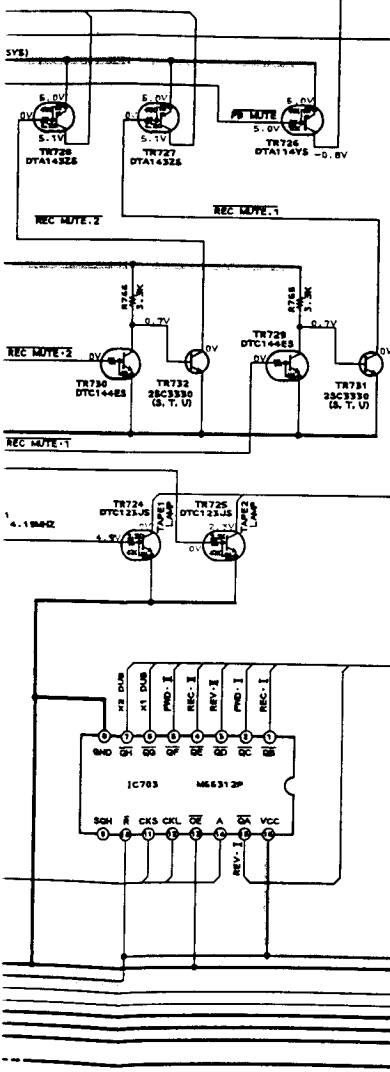 SYS)
5.0V
5.0V
5.0V
0V
PB MUTE
5.0V
5.1V
5.1V
TR728
DTA143ZS
TR727
DTA143ZS
TR726
DTA114YS
-0.8V
REC MUTE.2
REC MUTE.1
R766
3.3K
R765
3.3K
0.7V
0.7V
TR729
DTC144ES
0V
0V
REC MUTE.2
0V
0V
TR730
DTC144ES
TR732
2SC3330
(S, T, U)
TR731
2SC3330
(S, T, U)
REC MUTE.1
TR724
DTC123JS
TR725
DTC123JS
TAPE1
LAMP
TAPE2
LAMP
4.19MHZ
4.9V
0V
2.3V
0V
X2 DUB
X1 DUB
FWD-II
REC-II
REV-II
FWD-I
REC-I
8 7 6 5 4 3 2 1
GND QH QG QF QE QD QC QB
IC703 M66312P
SQH CKS CKL OE A QA VCC
9 10 11 12 13 14 15 16
REV-I